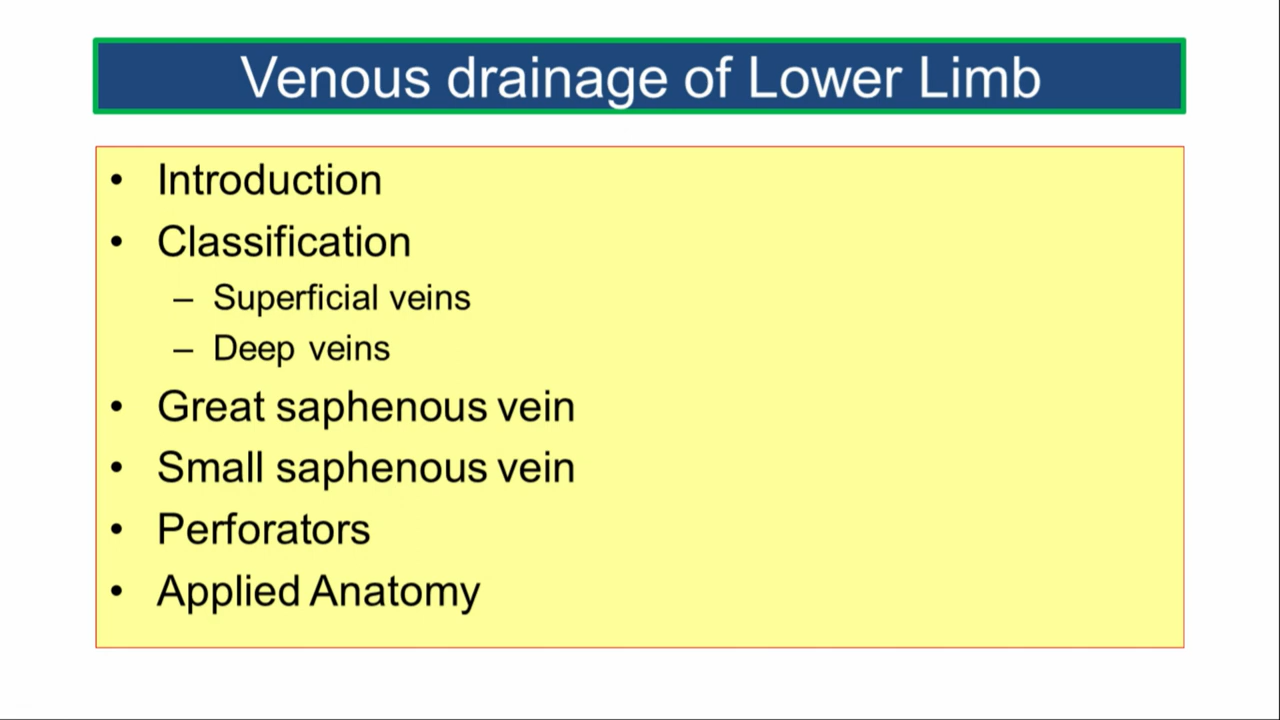 Venous drainage of Lower Limb
• Introduction
• Classification
– Superficial veins
– Deep veins
• Great saphenous vein
• Small saphenous vein
• Perforators
• Applied Anatomy